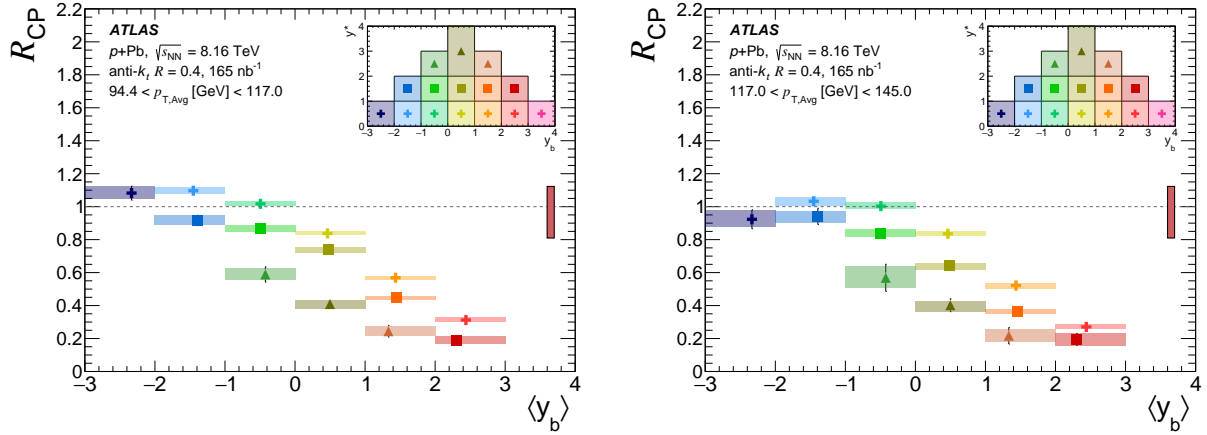 R_CP
2.2
2
1.8
1.6
1.4
1.2
1
0.8
0.6
0.4
0.2
0
ATLAS
p+Pb, √s_NN = 8.16 TeV
anti-k_t R = 0.4, 165 nb⁻¹
94.4 < p_T,Avg [GeV] < 117.0
y*
4
3
2
1
0
−3 −2 −1 0 1 2 3 4
y_b
−3 −2 −1 0 1 2 3 4
⟨y_b⟩
R_CP
2.2
2
1.8
1.6
1.4
1.2
1
0.8
0.6
0.4
0.2
0
ATLAS
p+Pb, √s_NN = 8.16 TeV
anti-k_t R = 0.4, 165 nb⁻¹
117.0 < p_T,Avg [GeV] < 145.0
y*
4
3
2
1
0
−3 −2 −1 0 1 2 3 4
y_b
−3 −2 −1 0 1 2 3 4
⟨y_b⟩